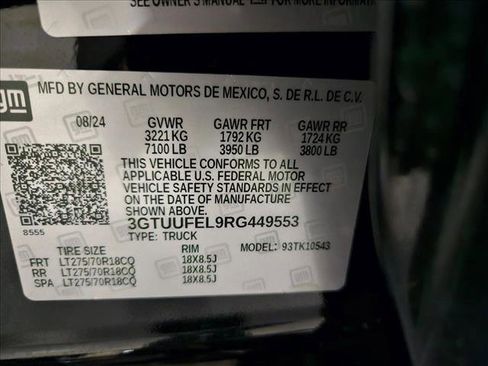 SEE OWNER'S MANUAL FOR MORE INFORMATION
gm
MFD BY GENERAL MOTORS DE MEXICO, S. DE R.L. DE C.V.
08/24 GVWR GAWR FRT GAWR RR
3221 KG 1792 KG 1724 KG
7100 LB 3950 LB 3800 LB
THIS VEHICLE CONFORMS TO ALL
APPLICABLE U.S. FEDERAL MOTOR
VEHICLE SAFETY STANDARDS IN EFFECT
ON THE DATE OF MANUFACTURE
SHOWN ABOVE.
8555
3GTUUFEL9RG449553
TYPE: TRUCK MODEL: 93TK10543
TIRE SIZE RIM
FRT LT275/70R18CQ 18X8.5J
RR LT275/70R18CQ 18X8.5J
SPA LT275/70R18CQ 18X8.5J